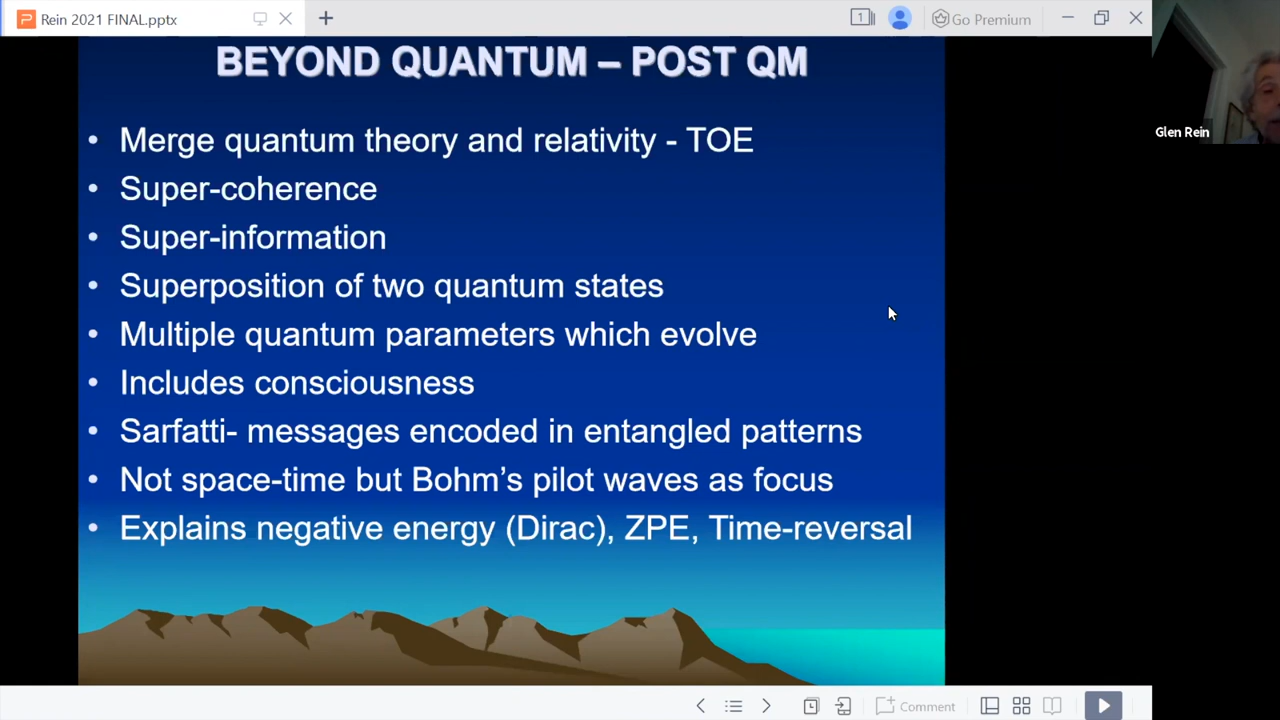 Rein 2021 FINAL.pptx
1
Go Premium
BEYOND QUANTUM – POST QM
• Merge quantum theory and relativity - TOE
• Super-coherence
• Super-information
• Superposition of two quantum states
• Multiple quantum parameters which evolve
• Includes consciousness
• Sarfatti- messages encoded in entangled patterns
• Not space-time but Bohm’s pilot waves as focus
• Explains negative energy (Dirac), ZPE, Time-reversal
Glen Rein
Comment